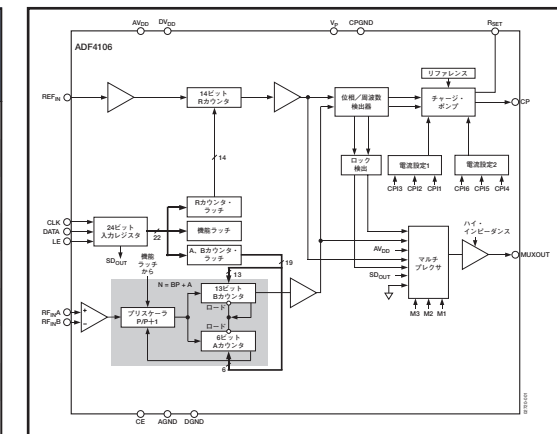 AVDD DVDD VP CPGND RSET
ADF4106
リファレンス
REFIN
14ビット
Rカウンタ
位相/周波数
検出器
チャージ・
ポンプ
CP
14
ロック
検出
電流設定1
電流設定2
CPI3 CPI2 CPI1 CPI6 CPI5 CPI4
Rカウンタ・
ラッチ
CLK
DATA
LE
24ビット
入力レジスタ
22
機能ラッチ
A、Bカウンタ・
ラッチ
SDOUT
機能
ラッチ
から
19
ハイ・
インピーダンス
AVDD
マルチ
プレクサ
MUXOUT
SDOUT
13
N = BP + A
13ビット
Bカウンタ
RFINA
RFINB
+
−
プリスケーラ
P/P+1
ロード
ロード
6ビット
Aカウンタ
6
M3 M2 M1
CE AGND DGND
02720-001